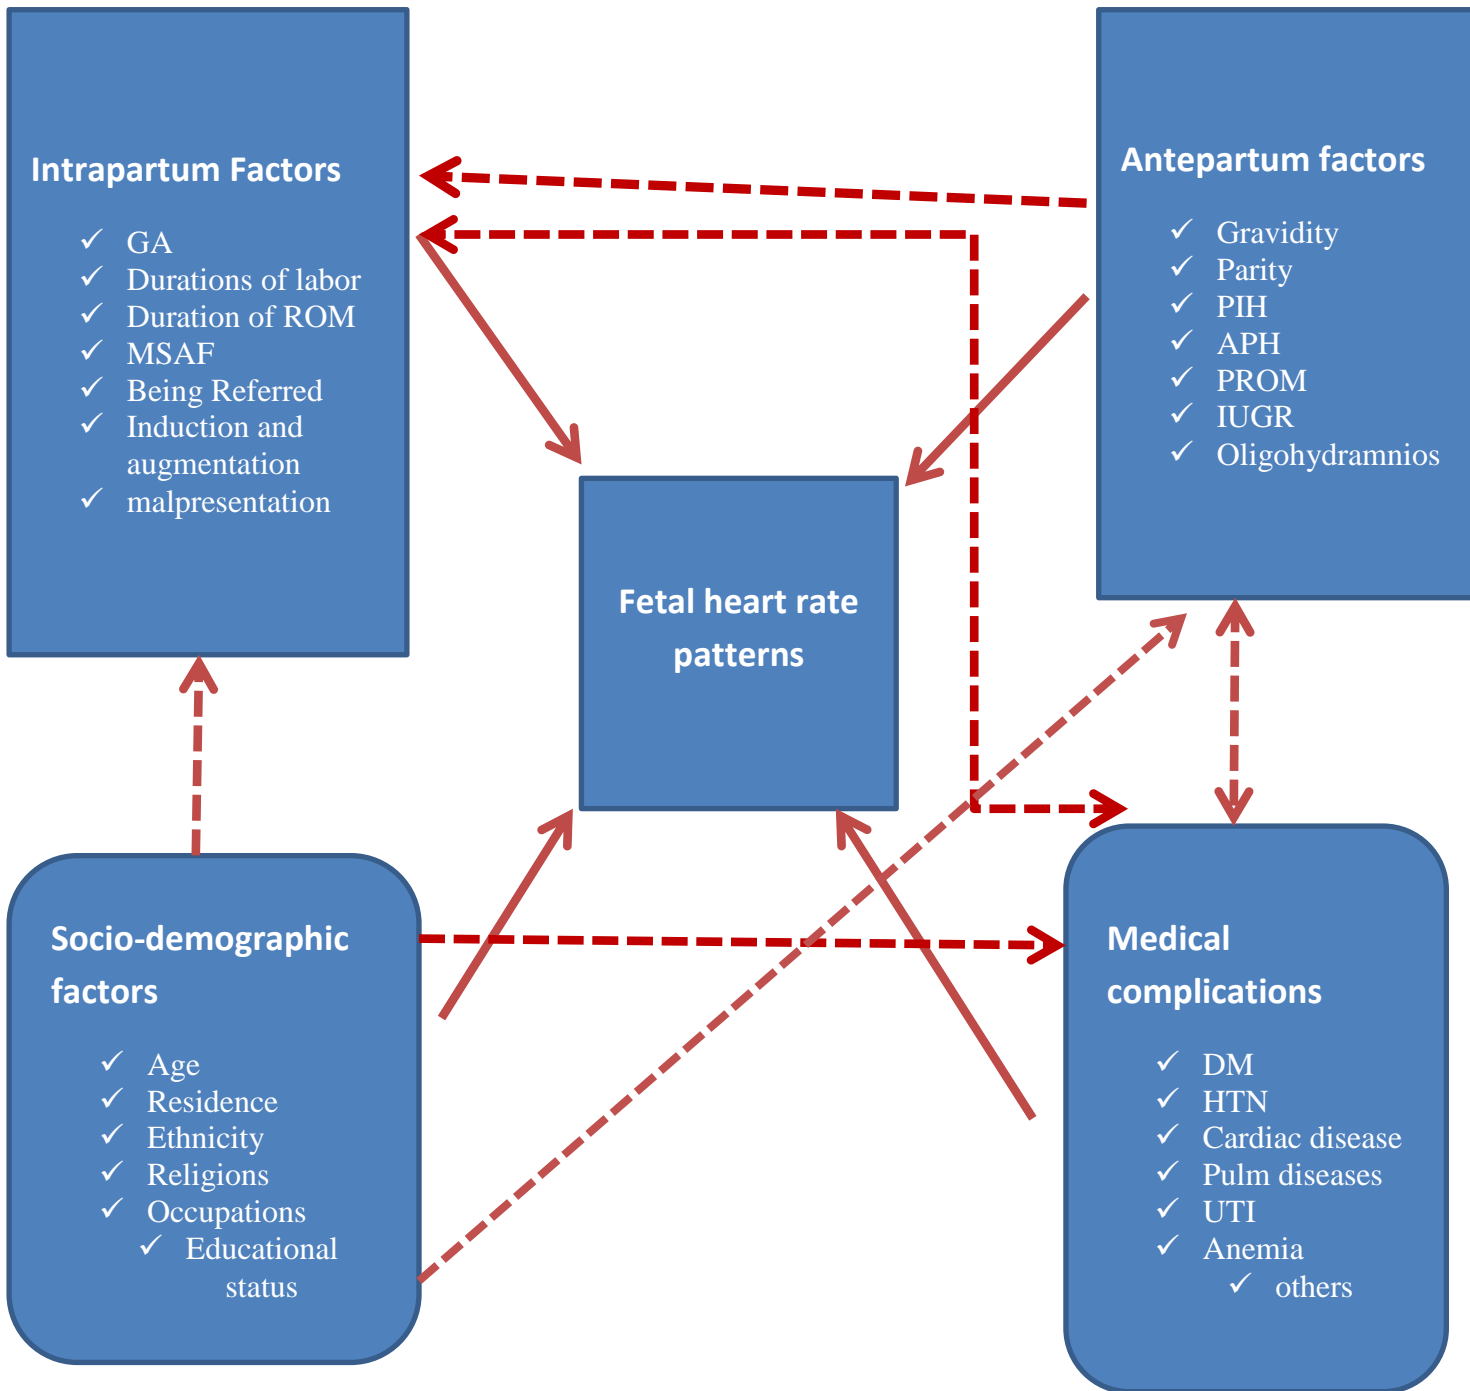 Intrapartum Factors
✓ GA
✓ Durations of labor
✓ Duration of ROM
✓ MSAF
✓ Being Referred
✓ Induction and
augmentation
✓ malpresentation
Antepartum factors
✓ Gravidity
✓ Parity
✓ PIH
✓ APH
✓ PROM
✓ IUGR
✓ Oligohydramnios
Fetal heart rate
patterns
Socio-demographic
factors
✓ Age
✓ Residence
✓ Ethnicity
✓ Religions
✓ Occupations
✓ Educational
status
Medical
complications
✓ DM
✓ HTN
✓ Cardiac disease
✓ Pulm diseases
✓ UTI
✓ Anemia
✓ others